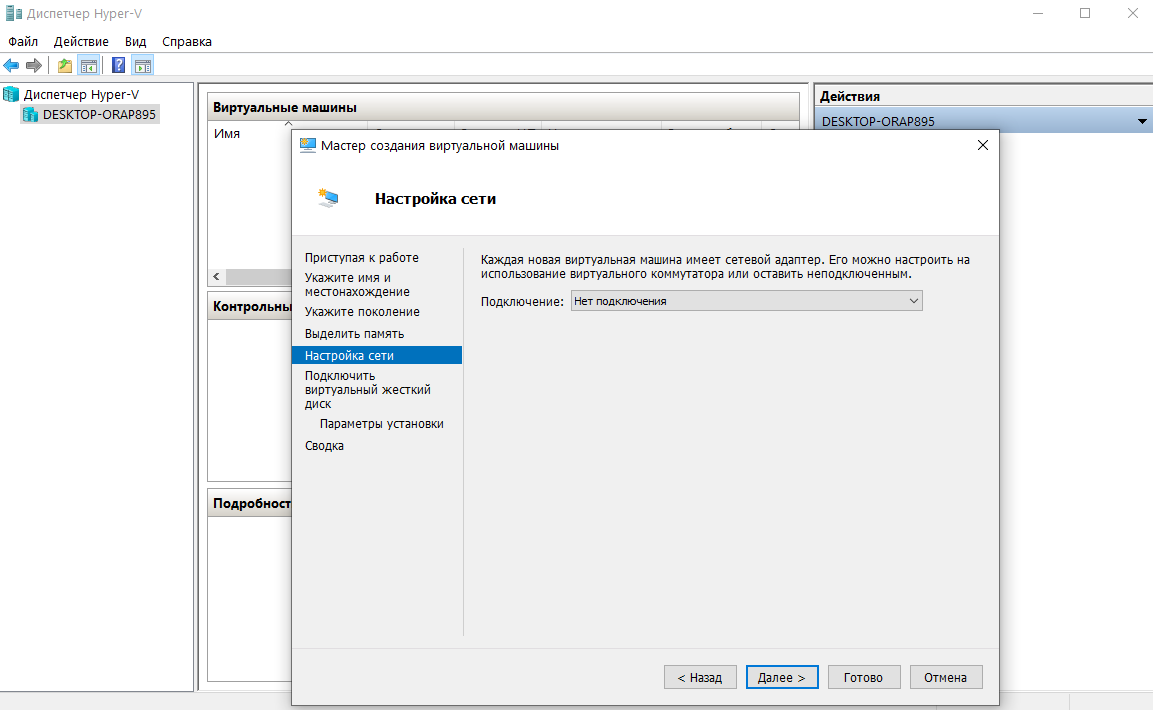 Диспетчер Hyper-V
Файл Действие Вид Справка
Диспетчер Hyper-V
DESKTOP-ORAP895
Виртуальные машины
Имя
Контрольны
Подробност
Действия
DESKTOP-ORAP895
Мастер создания виртуальной машины
Настройка сети
Приступая к работе
Укажите имя и
местонахождение
Укажите поколение
Выделить память
Настройка сети
Подключить
виртуальный жесткий
диск
Параметры установки
Сводка
Каждая новая виртуальная машина имеет сетевой адаптер. Его можно настроить на
использование виртуального коммутатора или оставить неподключенным.
Подключение: Нет подключения
< Назад Далее > Готово Отмена